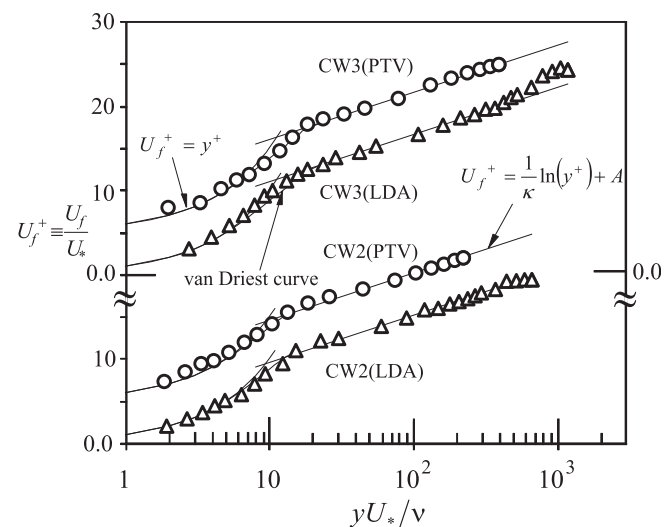 30
CW3(PTV)
20
U_f^+ = y^+
U_f^+ = 1/κ ln(y^+) + A
10
CW3(LDA)
U_f^+ ≡ U_f/U_*
CW2(PTV)
0.0
0.0
van Driest curve
10
CW2(LDA)
0.0
1
10
10^2
10^3
yU_*/ν